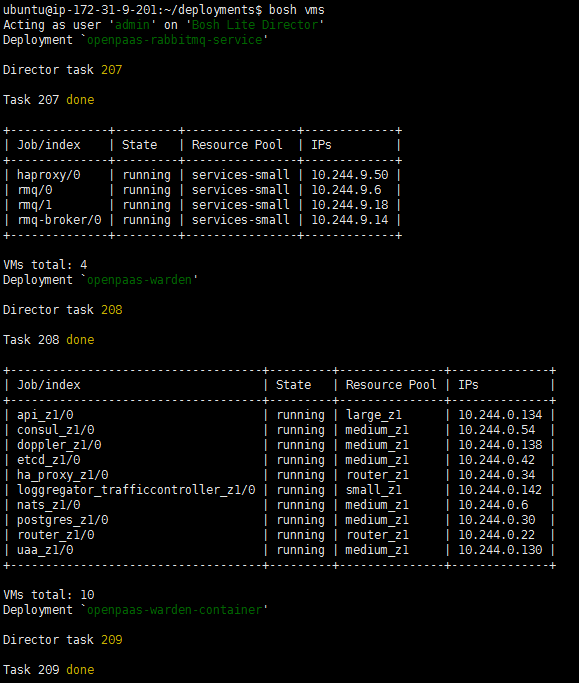 ubuntu@ip-172-31-9-201:~/deployments$ bosh vms
Acting as user 'admin' on 'Bosh Lite Director'
Deployment `openpaas-rabbitmq-service'
Director task 207
Task 207 done
+--------------+---------+----------------+-------------+
| Job/index    | State   | Resource Pool  | IPs         |
+--------------+---------+----------------+-------------+
| haproxy/0    | running | services-small | 10.244.9.50 |
| rmq/0        | running | services-small | 10.244.9.6  |
| rmq/1        | running | services-small | 10.244.9.18 |
| rmq-broker/0 | running | services-small | 10.244.9.14 |
+--------------+---------+----------------+-------------+
VMs total: 4
Deployment `openpaas-warden'
Director task 208
Task 208 done
+-----------------------------------+---------+---------------+--------------+
| Job/index                         | State   | Resource Pool | IPs          |
+-----------------------------------+---------+---------------+--------------+
| api_z1/0                          | running | large_z1      | 10.244.0.134 |
| consul_z1/0                       | running | medium_z1     | 10.244.0.54  |
| doppler_z1/0                      | running | medium_z1     | 10.244.0.138 |
| etcd_z1/0                         | running | medium_z1     | 10.244.0.42  |
| ha_proxy_z1/0                     | running | router_z1     | 10.244.0.34  |
| loggregator_trafficcontroller_z1/0 | running | small_z1      | 10.244.0.142 |
| nats_z1/0                         | running | medium_z1     | 10.244.0.6   |
| postgres_z1/0                     | running | medium_z1     | 10.244.0.30  |
| router_z1/0                       | running | router_z1     | 10.244.0.22  |
| uaa_z1/0                          | running | medium_z1     | 10.244.0.130 |
+-----------------------------------+---------+---------------+--------------+
VMs total: 10
Deployment `openpaas-warden-container'
Director task 209
Task 209 done